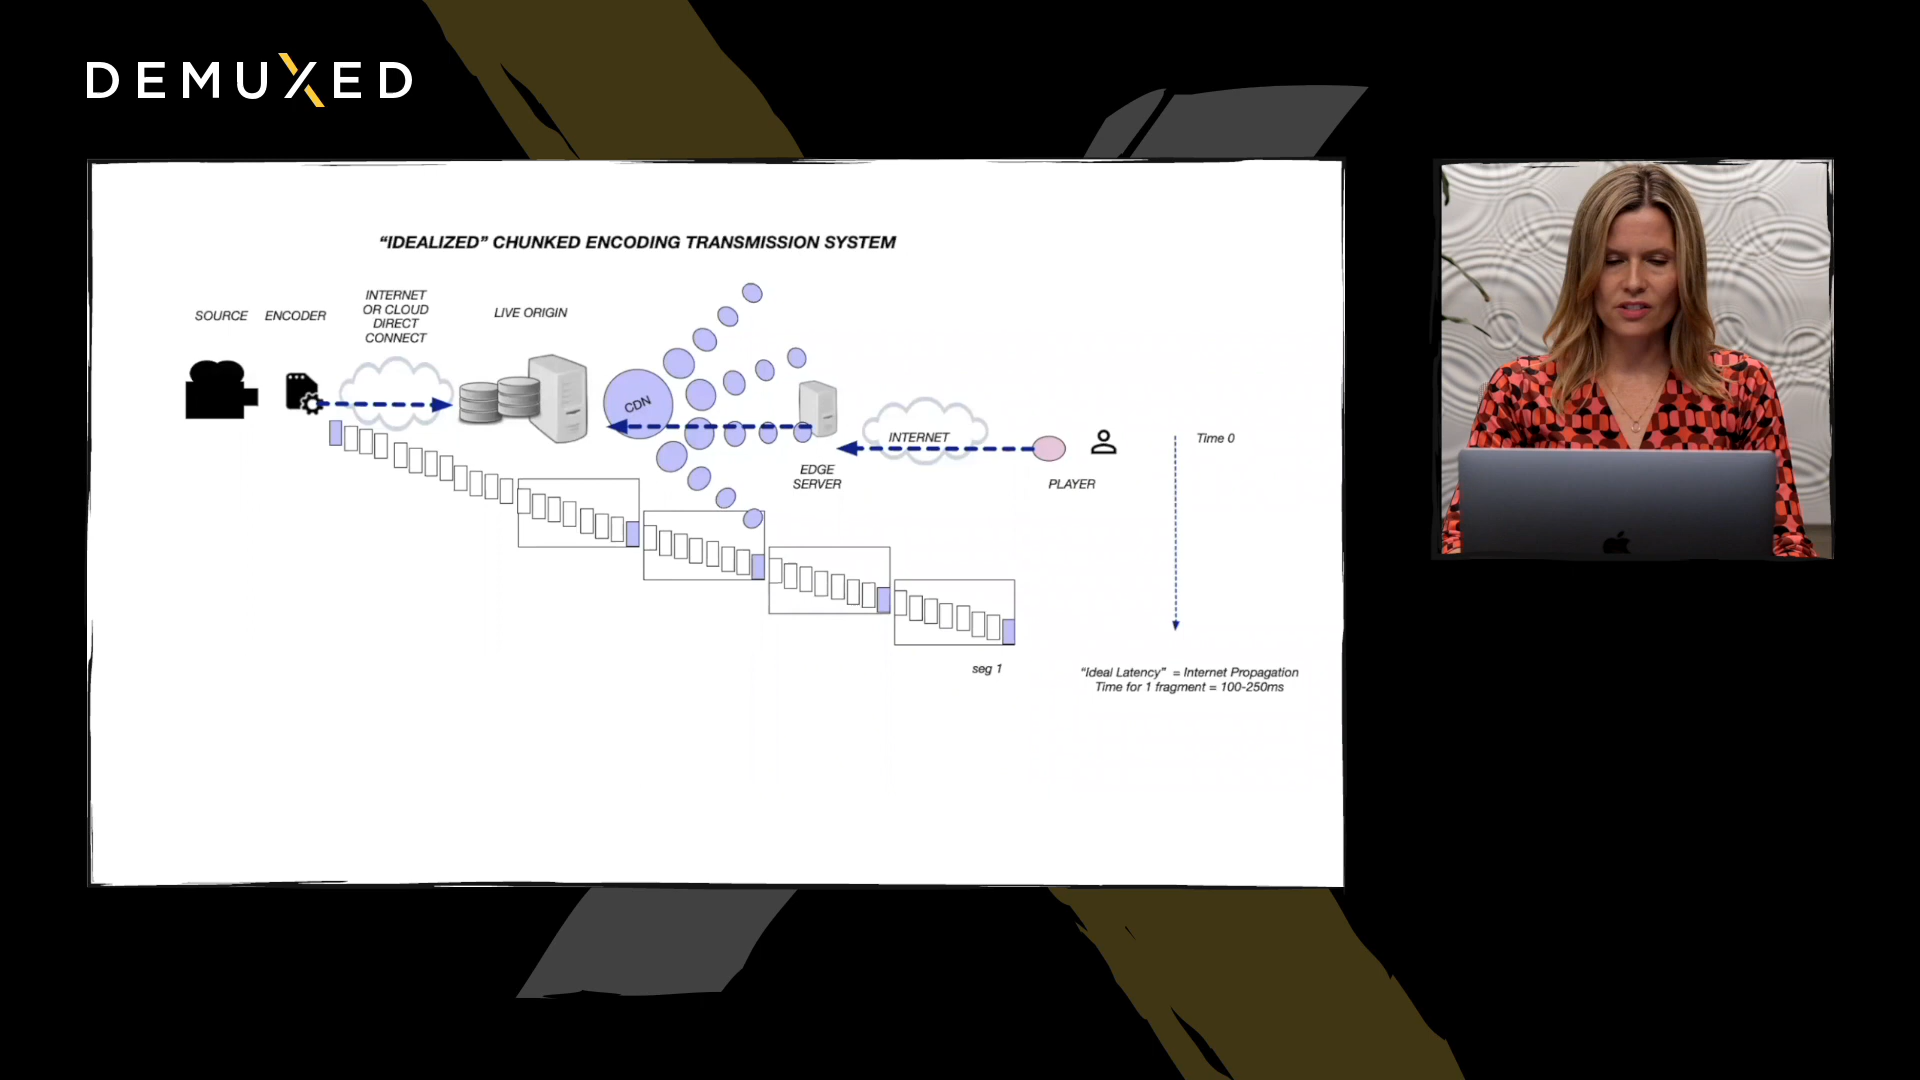 DEMUXED
“IDEALIZED” CHUNKED ENCODING TRANSMISSION SYSTEM
SOURCE
ENCODER
INTERNET
OR CLOUD
DIRECT
CONNECT
LIVE ORIGIN
CDN
EDGE
SERVER
INTERNET
PLAYER
Time 0
seg 1
“Ideal Latency” = Internet Propagation
Time for 1 fragment = 100-250ms